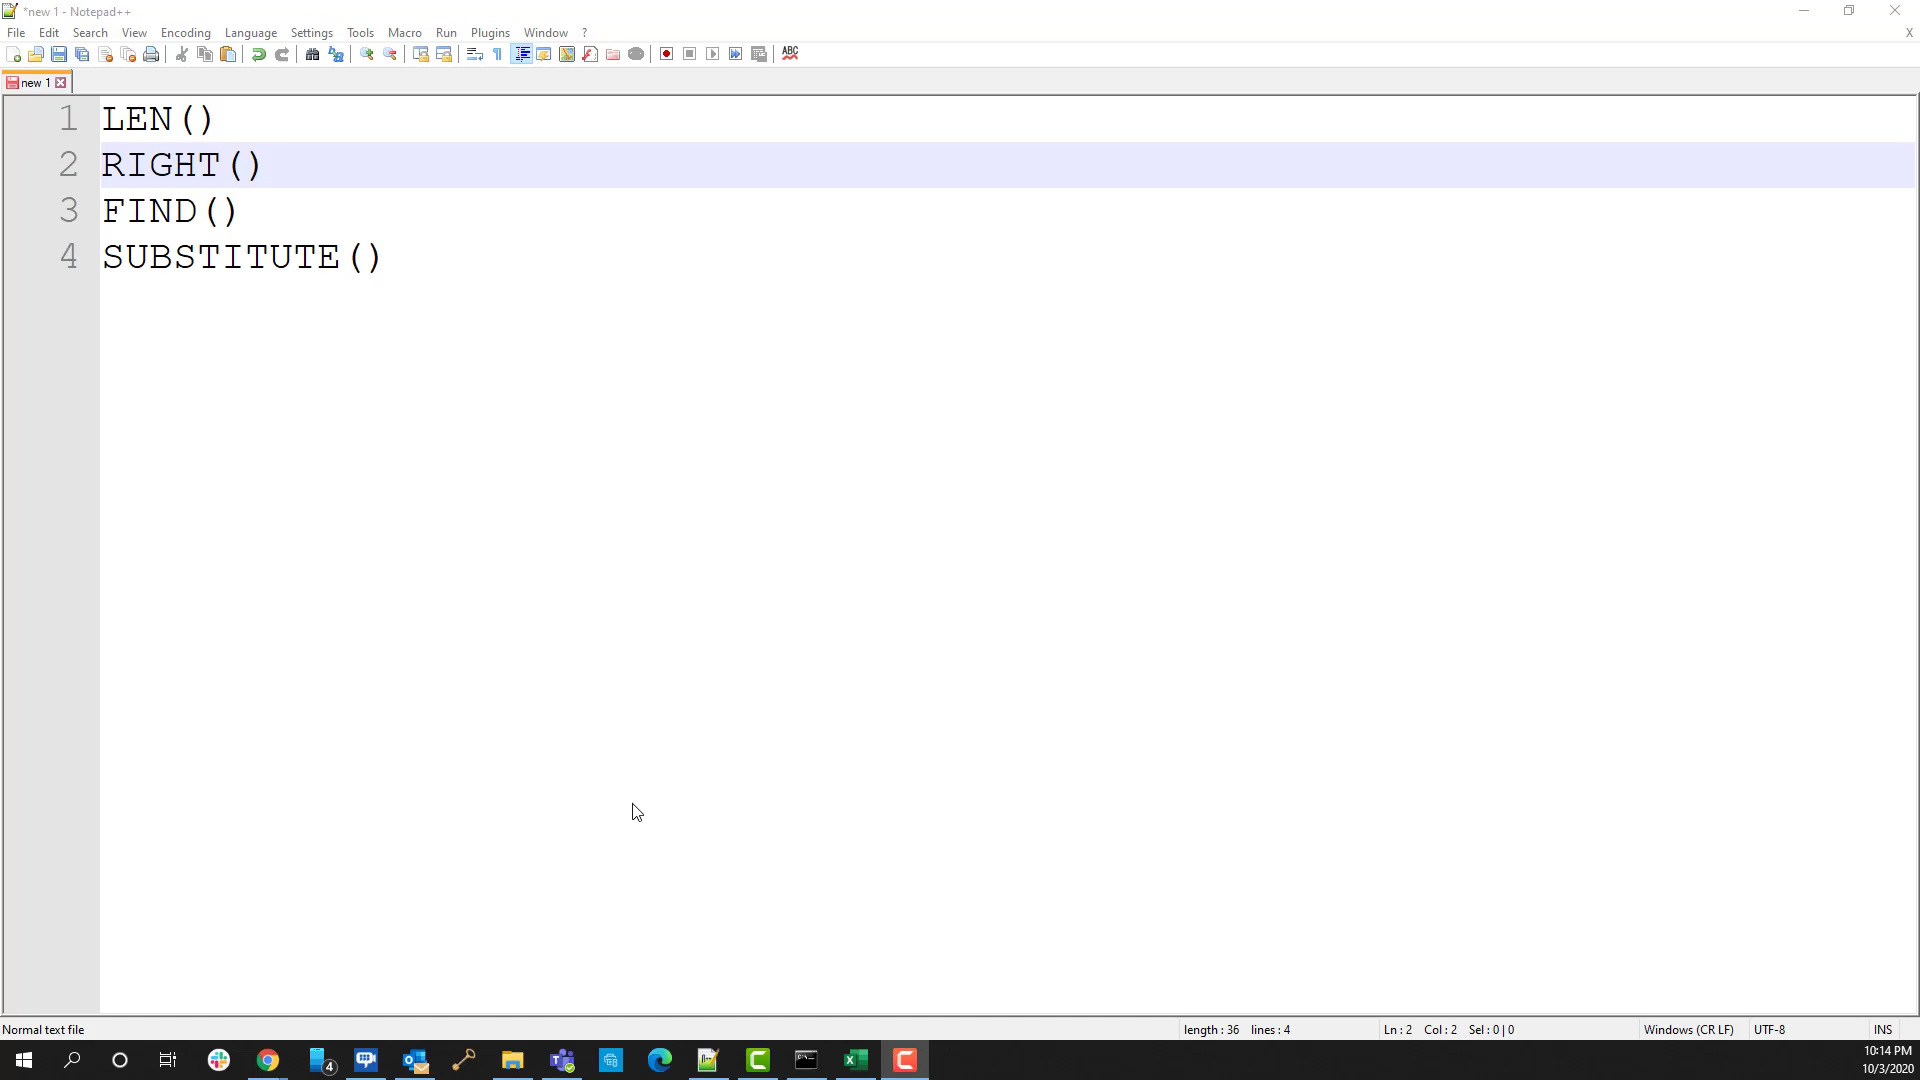 *new 1 - Notepad++
File Edit Search View Encoding Language Settings Tools Macro Run Plugins Window ? X
ABC
new 1
1 LEN()
2 RIGHT()
3 FIND()
4 SUBSTITUTE()
Normal text file length : 36 lines : 4 Ln : 2 Col : 2 Sel : 0 | 0 Windows (CR LF) UTF-8 INS
4
10:14 PM
10/3/2020